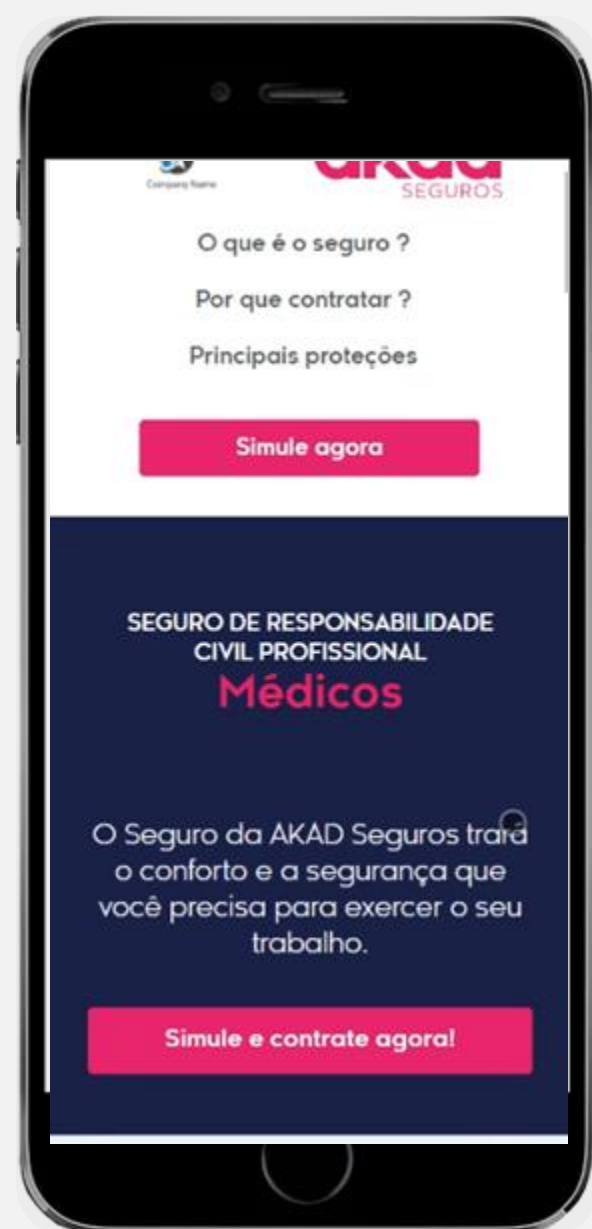 Company Name
akad
SEGUROS
O que é o seguro ?
Por que contratar ?
Principais proteções
Simule agora
SEGURO DE RESPONSABILIDADE
CIVIL PROFISSIONAL
Médicos
O Seguro da AKAD Seguros trará
o conforto e a segurança que
você precisa para exercer o seu
trabalho.
Simule e contrate agora!